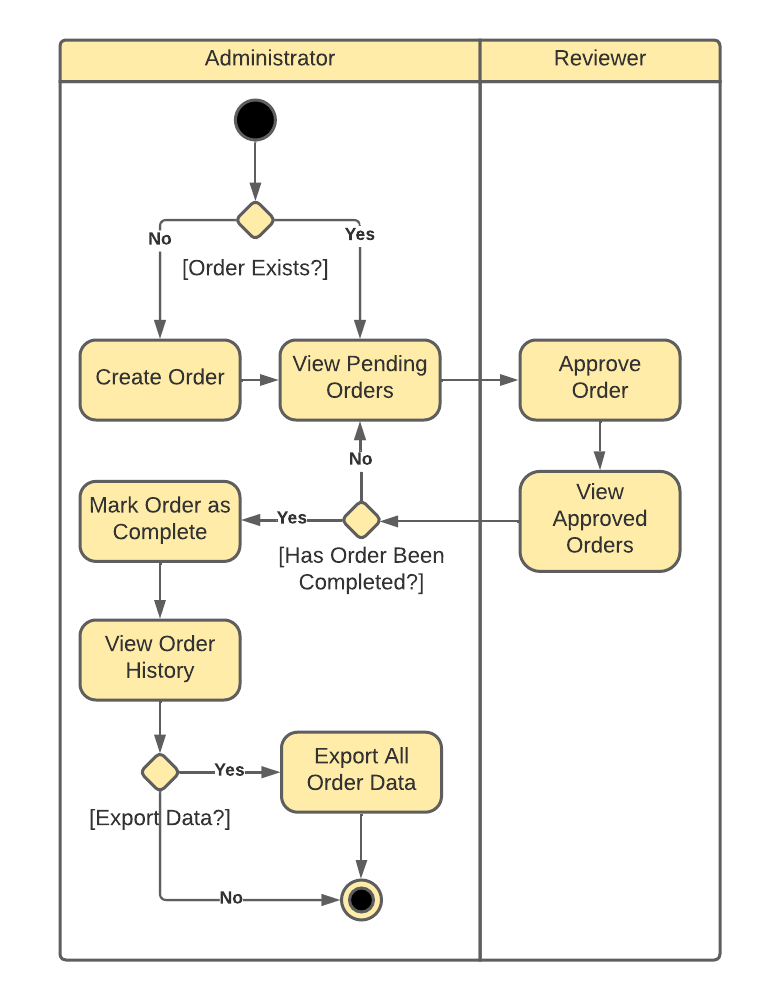 Administrator
Reviewer
No
Yes
[Order Exists?]
Create Order
View Pending
Orders
Approve
Order
No
Mark Order as
Complete
Yes
View
Approved
Orders
[Has Order Been
Completed?]
View Order
History
Yes
Export All
Order Data
[Export Data?]
No